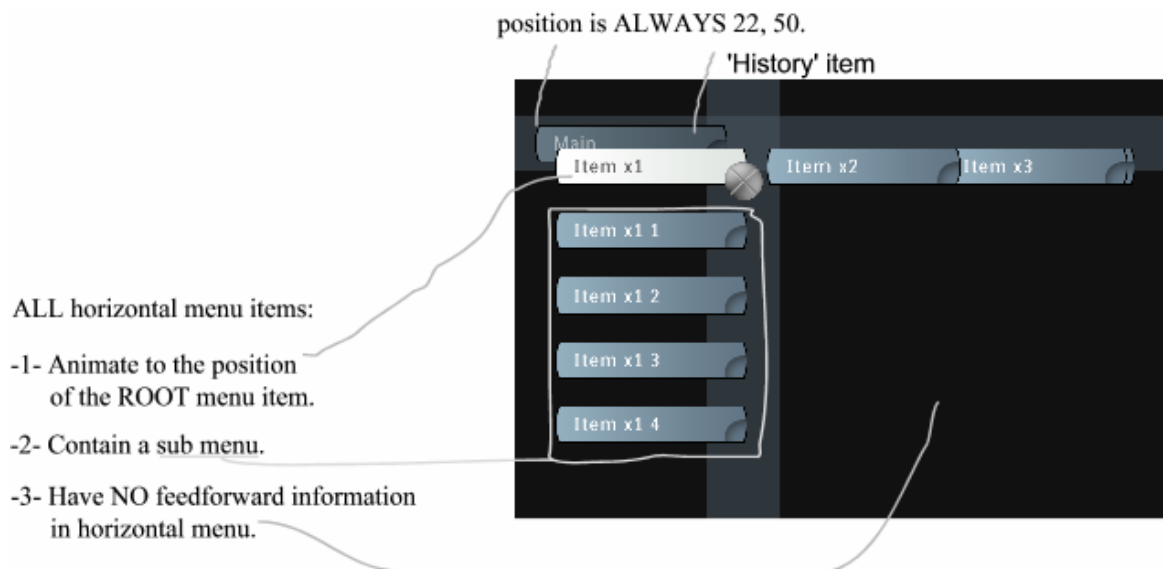 position is ALWAYS 22, 50.
'History' item
Main
Item x1
Item x2
Item x3
Item x1 1
Item x1 2
Item x1 3
Item x1 4
ALL horizontal menu items:
-1- Animate to the position
of the ROOT menu item.
-2- Contain a sub menu.
-3- Have NO feedforward information
in horizontal menu.